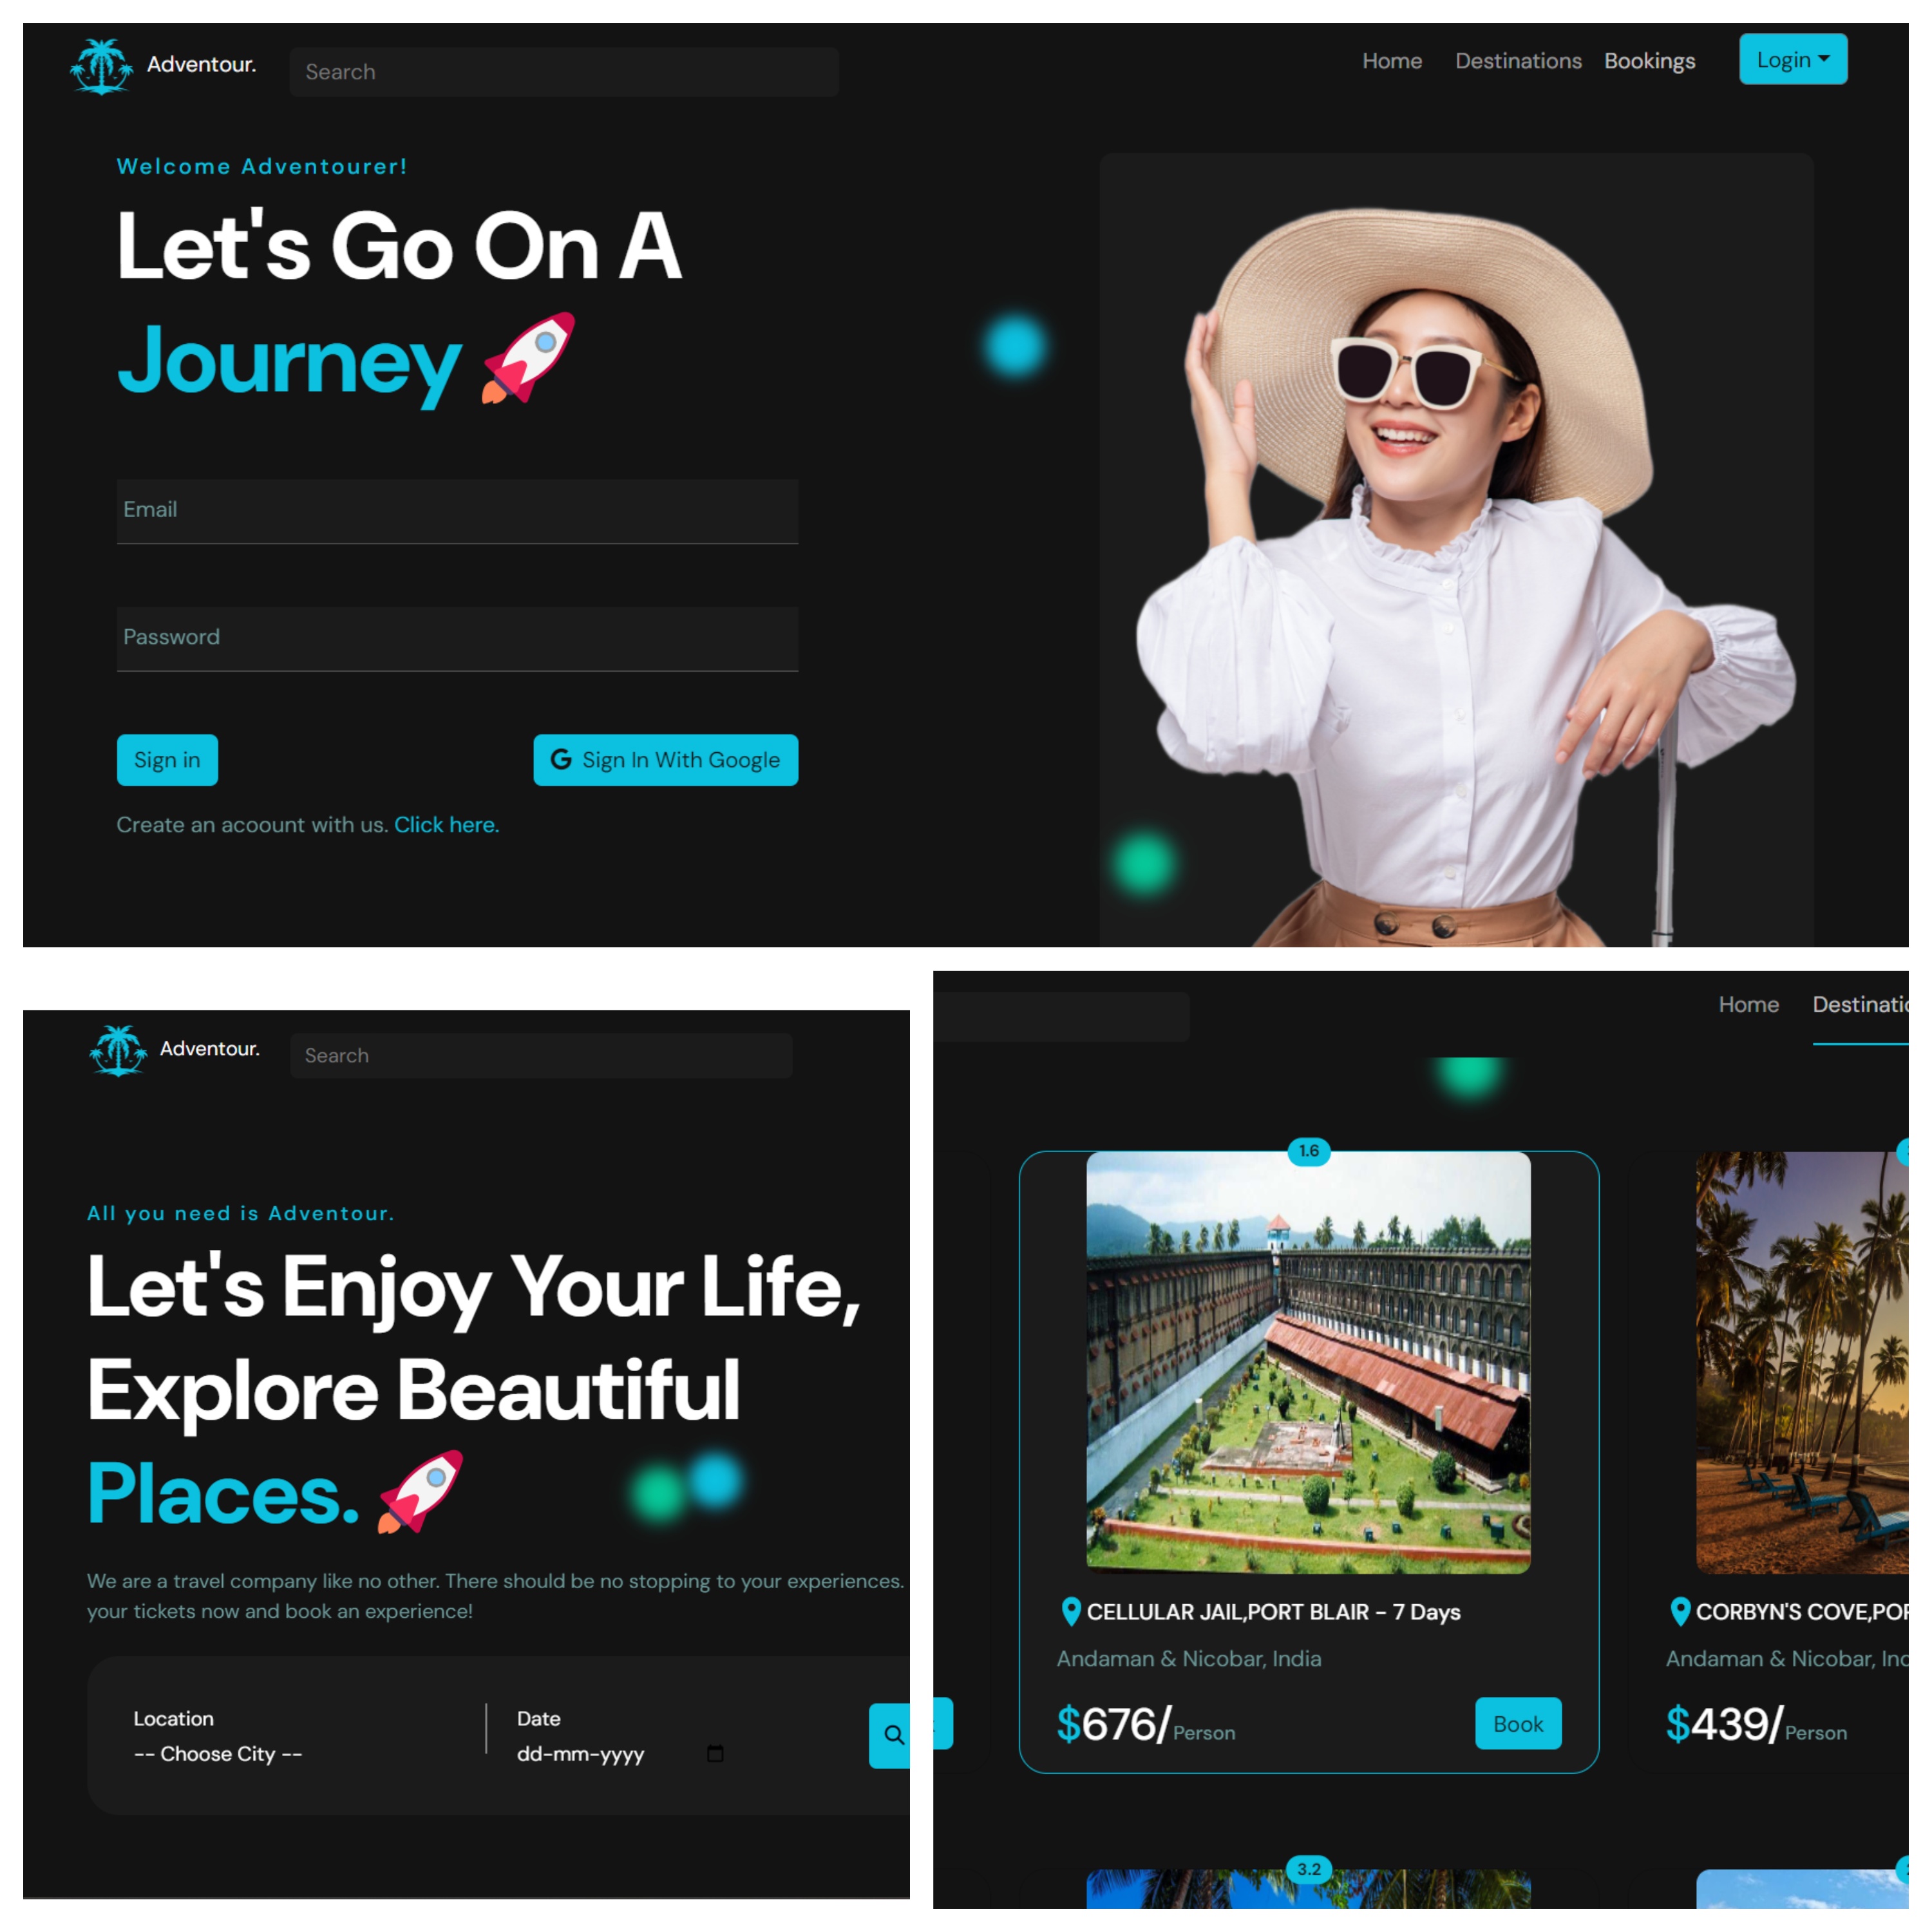 Adventour.
Search
Home
Destinations
Bookings
Login
Welcome Adventourer!
Let's Go On A
Journey 🚀
Email
Password
Sign in
Sign In With Google
Create an acoount with us. Click here.
Adventour.
Search
All you need is Adventour.
Let's Enjoy Your Life,
Explore Beautiful
Places. 🚀
We are a travel company like no other. There should be no stopping to your experiences.
your tickets now and book an experience!
Location
-- Choose City --
Date
dd-mm-yyyy
Home
Destinatio
1.6
CELLULAR JAIL,PORT BLAIR - 7 Days
Andaman & Nicobar, India
$676/Person
Book
CORBYN'S COVE,POR
Andaman & Nicobar, Ind
$439/Person
3.2